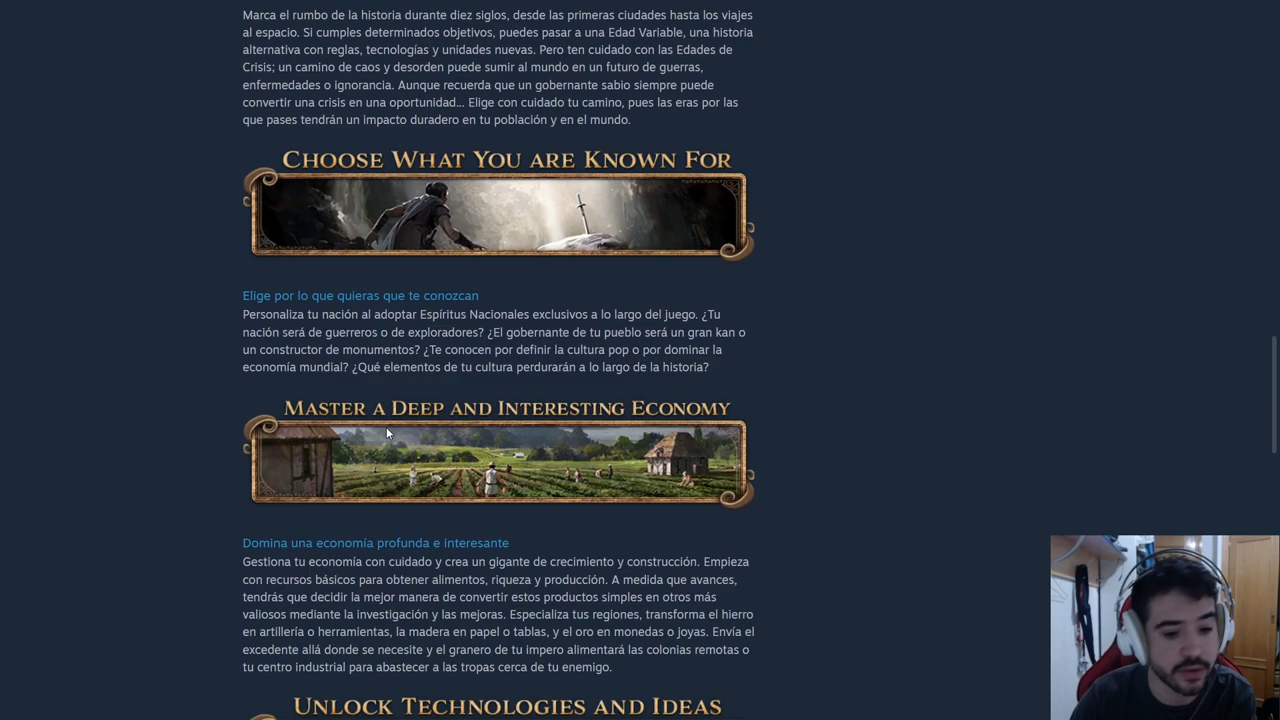 Marca el rumbo de la historia durante diez siglos, desde las primeras ciudades hasta los viajes
al espacio. Si cumples determinados objetivos, puedes pasar a una Edad Variable, una historia
alternativa con reglas, tecnologías y unidades nuevas. Pero ten cuidado con las Edades de
Crisis; un camino de caos y desorden puede sumir al mundo en un futuro de guerras,
enfermedades o ignorancia. Aunque recuerda que un gobernante sabio siempre puede
convertir una crisis en una oportunidad... Elige con cuidado tu camino, pues las eras por las
que pases tendrán un impacto duradero en tu población y en el mundo.
Choose What You are Known For
Elige por lo que quieras que te conozcan
Personaliza tu nación al adoptar Espíritus Nacionales exclusivos a lo largo del juego. ¿Tu
nación será de guerreros o de exploradores? ¿El gobernante de tu pueblo será un gran kan o
un constructor de monumentos? ¿Te conocen por definir la cultura pop o por dominar la
economía mundial? ¿Qué elementos de tu cultura perdurarán a lo largo de la historia?
Master a Deep and Interesting Economy
Domina una economía profunda e interesante
Gestiona tu economía con cuidado y crea un gigante de crecimiento y construcción. Empieza
con recursos básicos para obtener alimentos, riqueza y producción. A medida que avances,
tendrás que decidir la mejor manera de convertir estos productos simples en otros más
valiosos mediante la investigación y las mejoras. Especializa tus regiones, transforma el hierro
en artillería o herramientas, la madera en papel o tablas, y el oro en monedas o joyas. Envía el
excedente allá donde se necesite y el granero de tu impero alimentará las colonias remotas o
tu centro industrial para abastecer a las tropas cerca de tu enemigo.
Unlock Technologies and Ideas